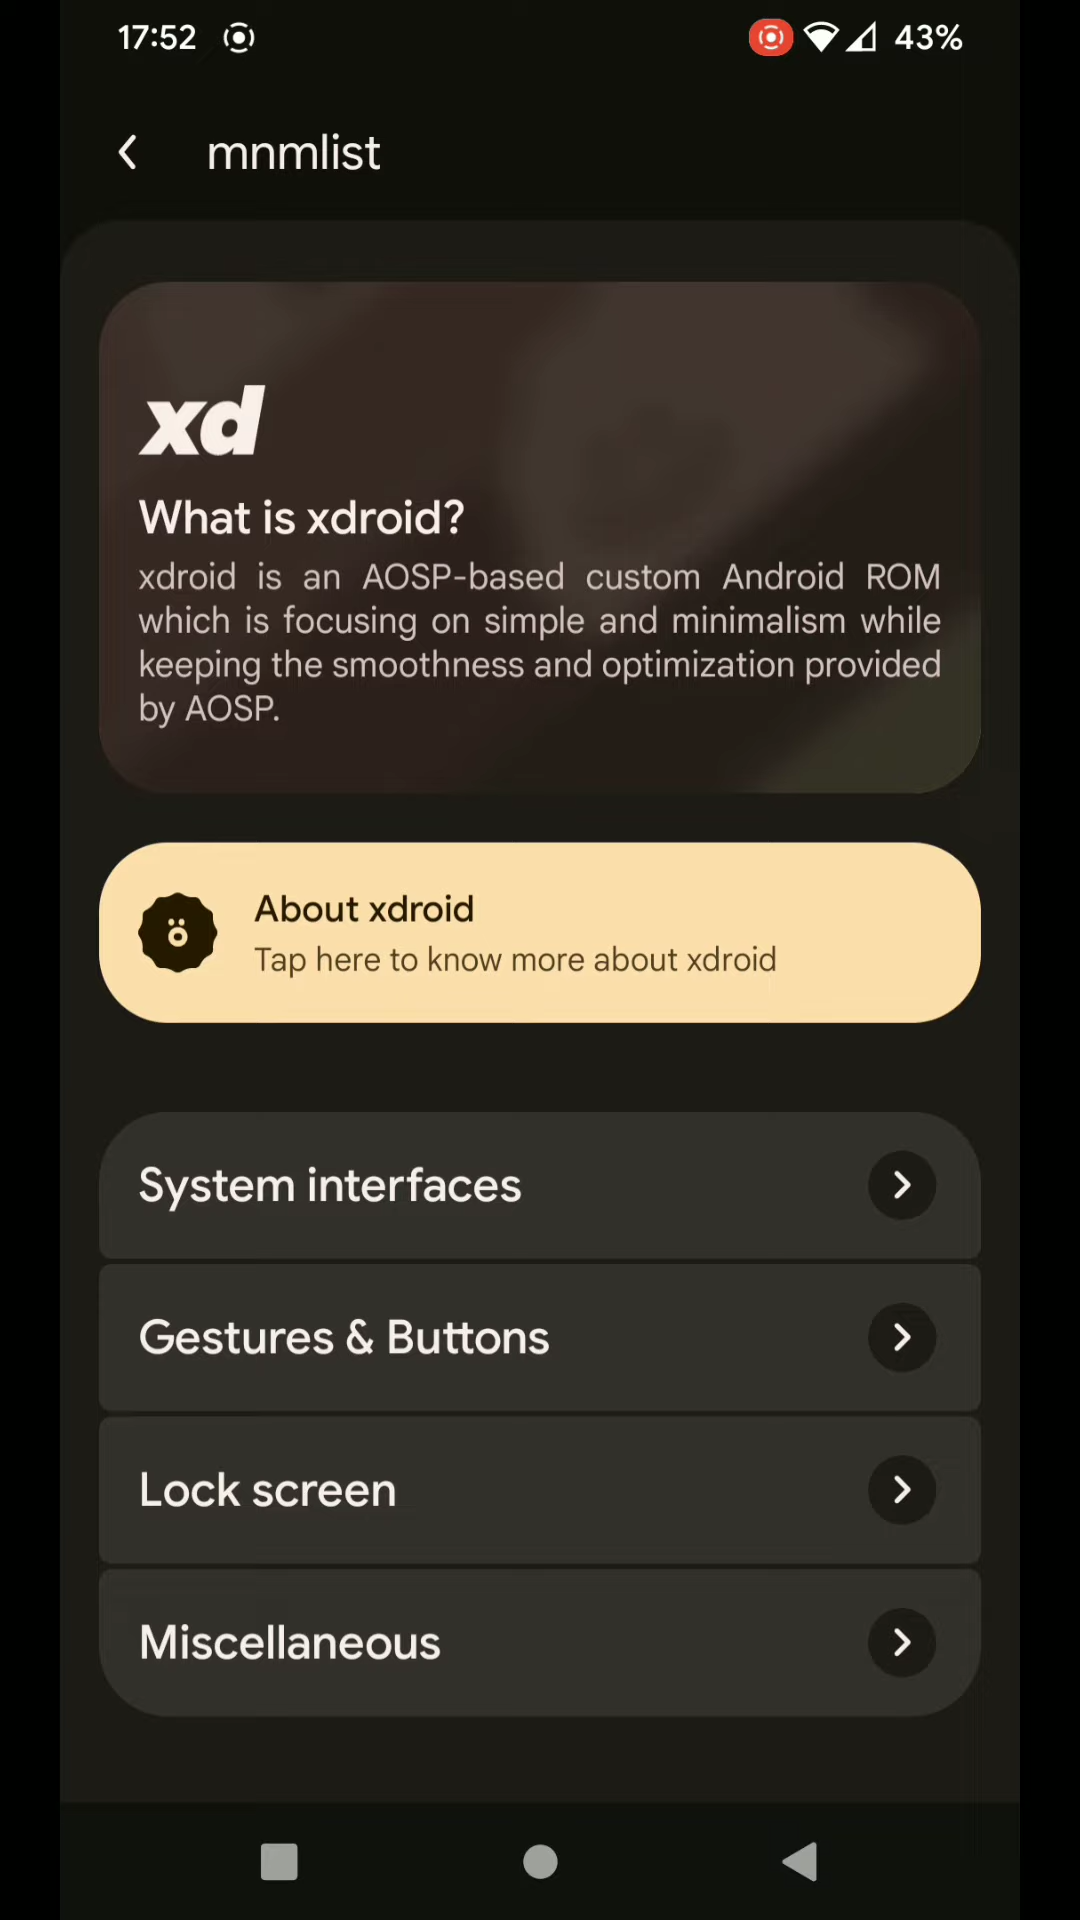 17:52
43%
mnmlist
xd
What is xdroid?
xdroid is an AOSP-based custom Android ROM
which is focusing on simple and minimalism while
keeping the smoothness and optimization provided
by AOSP.
About xdroid
Tap here to know more about xdroid
System interfaces
Gestures & Buttons
Lock screen
Miscellaneous